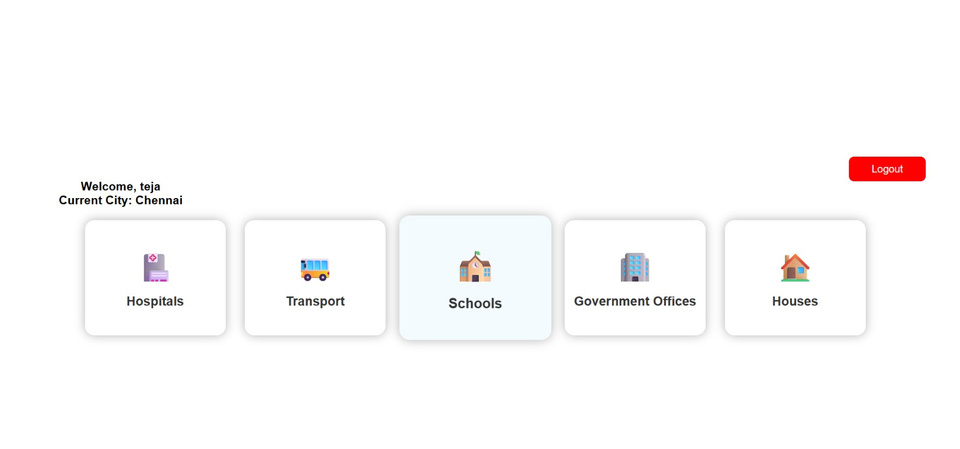 Logout
Welcome, teja
Current City: Chennai
Hospitals
Transport
Schools
Government Offices
Houses